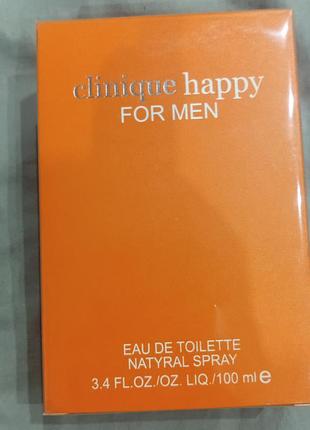 clinique happy
FOR MEN
EAU DE TOILETTE
NATYRAL SPRAY
3.4 FL.OZ./OZ. LIQ./100 ml e